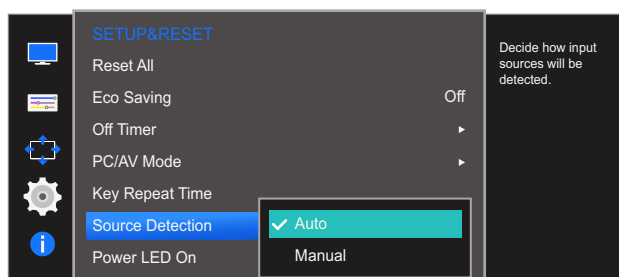 SETUP&RESET
Reset All
Eco Saving Off
Off Timer
PC/AV Mode
Key Repeat Time
Source Detection Auto
Power LED On Manual
Decide how input
sources will be
detected.